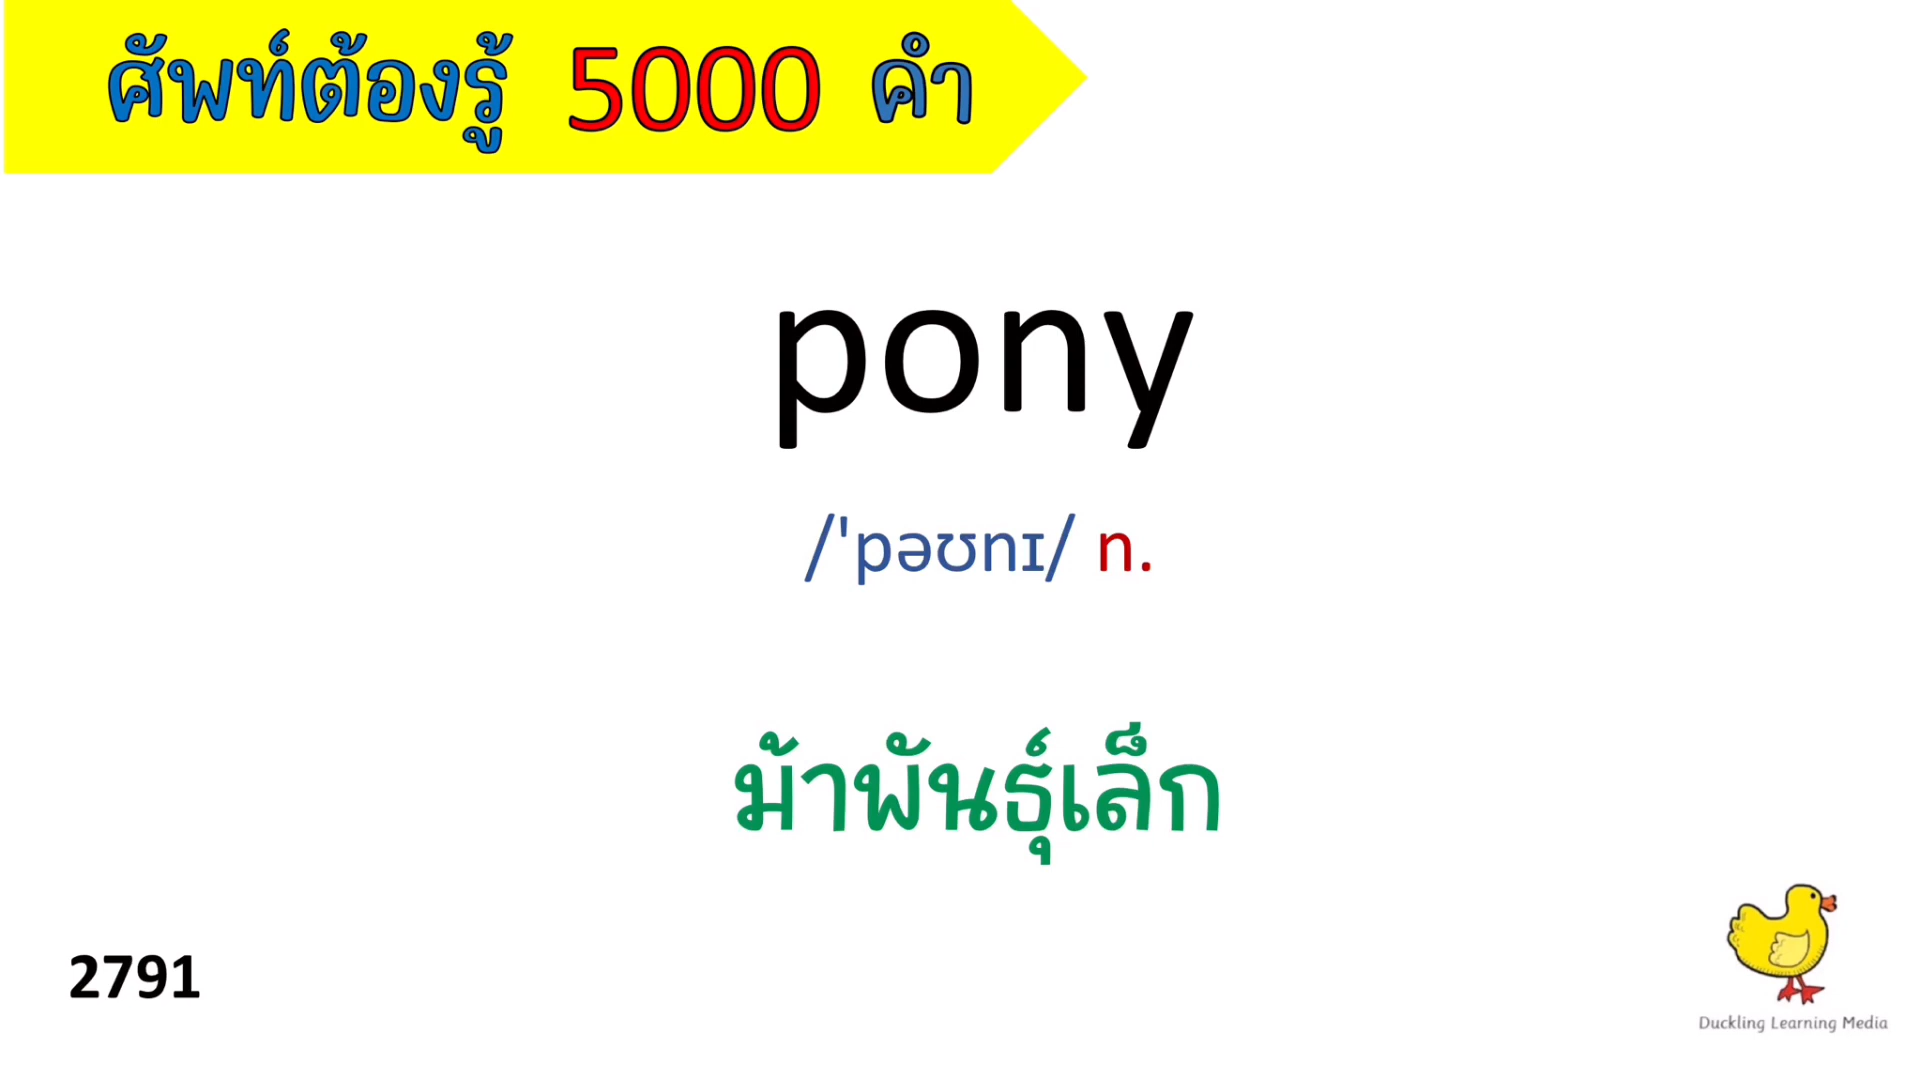 ศัพท์ต้องรู้ 5000 คำ
pony
/'pəʊnɪ/ n.
ม้าพันธุ์เล็ก
2791
Duckling Learning Media